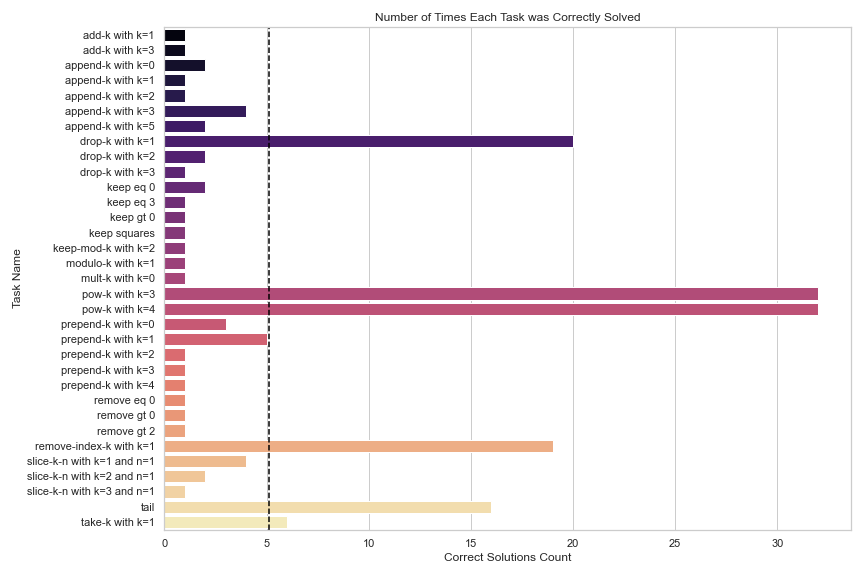 Number of Times Each Task was Correctly Solved
Task Name
add-k with k=1
add-k with k=3
append-k with k=0
append-k with k=1
append-k with k=2
append-k with k=3
append-k with k=5
drop-k with k=1
drop-k with k=2
drop-k with k=3
keep eq 0
keep eq 3
keep gt 0
keep squares
keep-mod-k with k=2
modulo-k with k=1
mult-k with k=0
pow-k with k=3
pow-k with k=4
prepend-k with k=0
prepend-k with k=1
prepend-k with k=2
prepend-k with k=3
prepend-k with k=4
remove eq 0
remove gt 0
remove gt 2
remove-index-k with k=1
slice-k-n with k=1 and n=1
slice-k-n with k=2 and n=1
slice-k-n with k=3 and n=1
tail
take-k with k=1
0 5 10 15 20 25 30
Correct Solutions Count